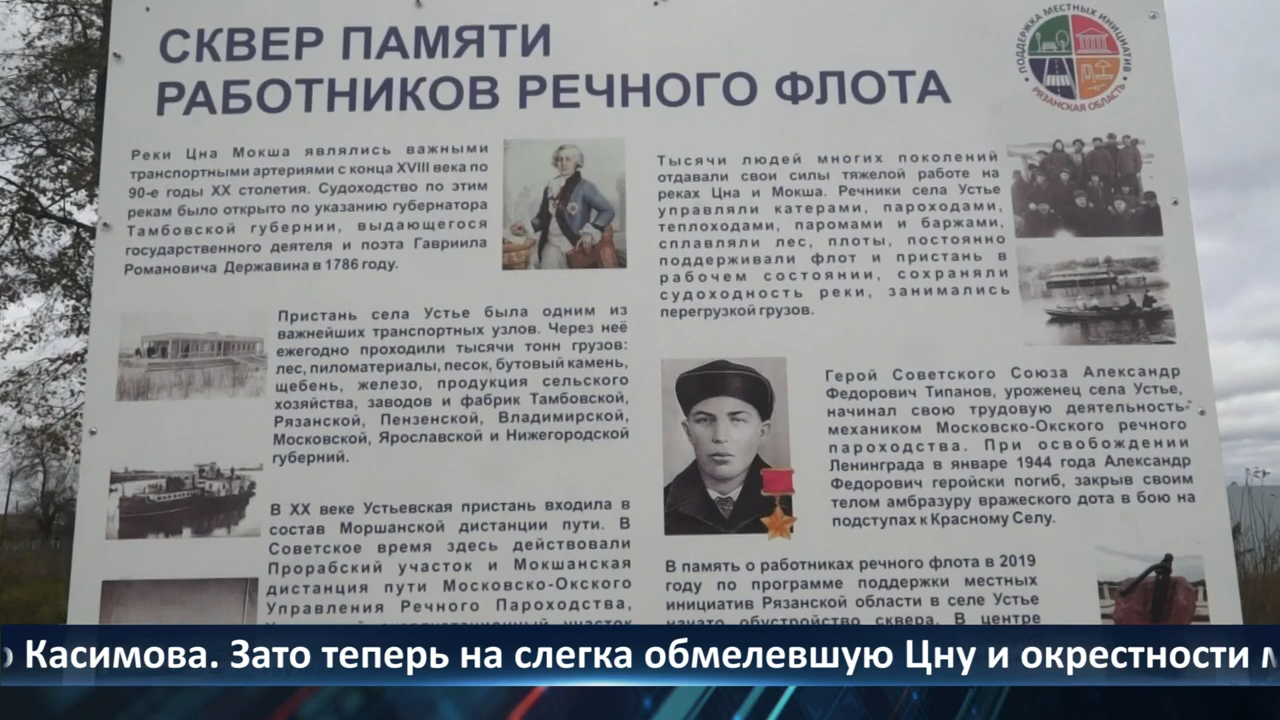 СКВЕР ПАМЯТИ
РАБОТНИКОВ РЕЧНОГО ФЛОТА
ПОДДЕРЖКА МЕСТНЫХ ИНИЦИАТИВ
РЯЗАНСКАЯ ОБЛАСТЬ
Реки Цна Мокша являлись важными
транспортными артериями с конца XVIII века по
90-е годы XX столетия. Судоходство по этим
рекам было открыто по указанию губернатора
Тамбовской губернии, выдающегося
государственного деятеля и поэта Гавриила
Романовича Державина в 1786 году.
Пристань села Устье была одним из
важнейших транспортных узлов. Через неё
ежегодно проходили тысячи тонн грузов:
лес, пиломатериалы, песок, бутовый камень,
щебень, железо, продукция сельского
хозяйства, заводов и фабрик Тамбовской,
Рязанской, Пензенской, Владимирской,
Московской, Ярославской и Нижегородской
губерний.
В XX веке Устьевская пристань входила в
состав Моршанской дистанции пути. В
Советское время здесь действовали
Прорабский участок и Мокшанская
дистанция пути Московско-Окского
Управления Речного Пароходства,
участок
Тысячи людей многих поколений
отдавали свои силы тяжелой работе на
реках Цна и Мокша. Речники села Устье
управляли катерами, пароходами,
теплоходами, паромами и баржами,
сплавляли лес, плоты, постоянно
поддерживали флот и пристань в
рабочем состоянии, сохраняли
судоходность реки, занимались
перегрузкой грузов.
Герой Советского Союза Александр
Федорович Типанов, уроженец села Устье,
начинал свою трудовую деятельность
механиком Московско-Окского речного
пароходства. При освобождении
Ленинграда в январе 1944 года Александр
Федорович геройски погиб, закрыв своим
телом амбразуру вражеского дота в бою на
подступах к Красному Селу.
В память о работниках речного флота в 2019
году по программе поддержки местных
инициатив Рязанской области в селе Устье
начато обустройство сквера. В центре
Касимова. Зато теперь на слегка обмелевшую Цну и окрестности